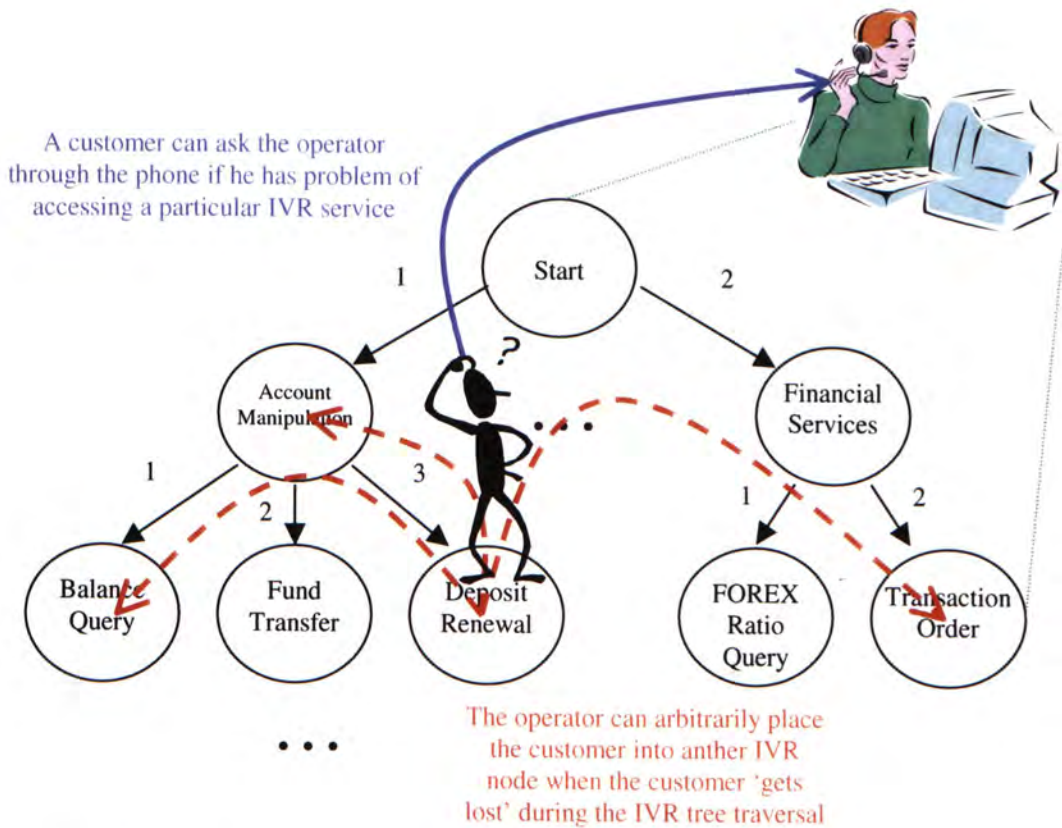 A customer can ask the operator
through the phone if he has problem of
accessing a particular IVR service
Start
1
2
?
Account
Manipulation
Financial
Services
1
2
3
1
2
Balance
Query
Fund
Transfer
Deposit
Renewal
FOREX
Ratio
Query
Transaction
Order
The operator can arbitrarily place
the customer into anther IVR
node when the customer ‘gets
lost’ during the IVR tree traversal